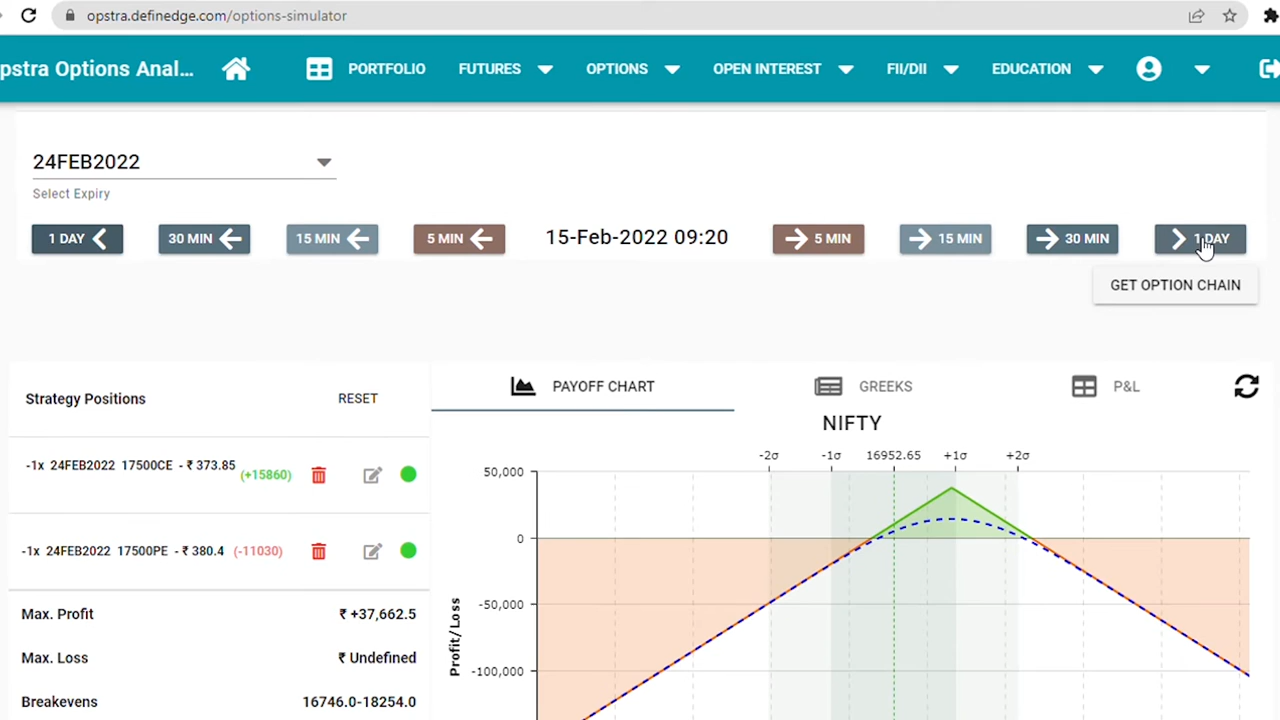 opstra.definedge.com/options-simulator
pstra Options Anal... PORTFOLIO FUTURES OPTIONS OPEN INTEREST FII/DII EDUCATION
24FEB2022
Select Expiry
1 DAY 30 MIN 15 MIN 5 MIN 15-Feb-2022 09:20 5 MIN 15 MIN 30 MIN 1 DAY
GET OPTION CHAIN
Strategy Positions RESET
PAYOFF CHART GREEKS P&L
NIFTY
-2σ -1σ 16952.65 +1σ +2σ
-1x 24FEB2022 17500CE - ₹ 373.85 (+15860)
-1x 24FEB2022 17500PE - ₹ 380.4 (-11030)
Max. Profit ₹ +37,662.5
Max. Loss ₹ Undefined
Breakevens 16746.0-18254.0
50,000
0
-50,000
-100,000
Profit/Loss